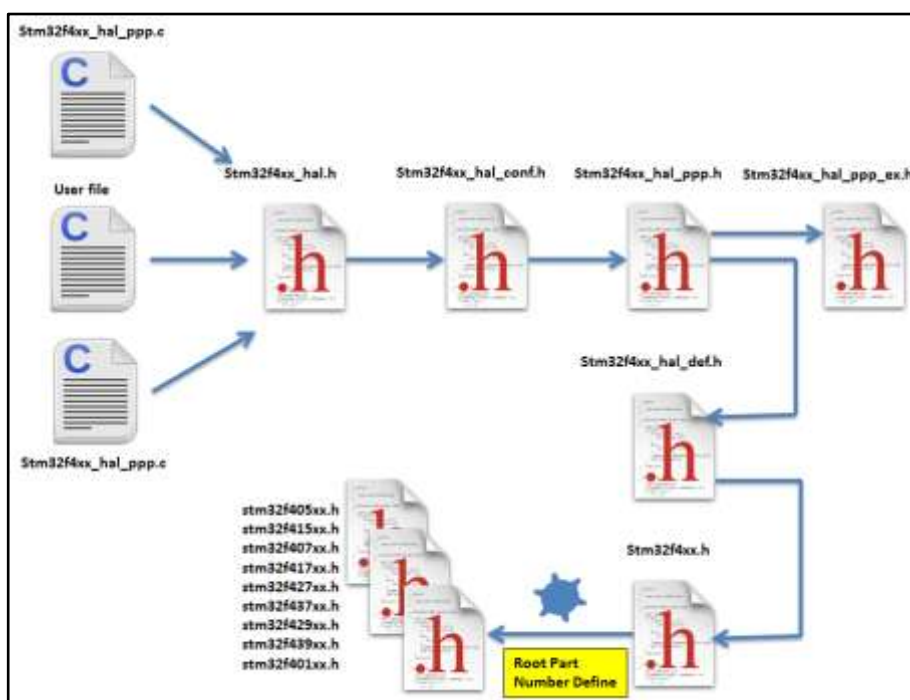 Stm32f4xx_hal_ppp.c
C
User file
C
C
Stm32f4xx_hal_ppp.c
Stm32f4xx_hal.h
.h
Stm32f4xx_hal_conf.h
.h
Stm32f4xx_hal_ppp.h
.h
Stm32f4xx_hal_ppp_ex.h
.h
Stm32f4xx_hal_def.h
.h
Stm32f4xx.h
.h
Root Part
Number Define
stm32f405xx.h
stm32f415xx.h
stm32f407xx.h
stm32f417xx.h
stm32f427xx.h
stm32f437xx.h
stm32f429xx.h
stm32f439xx.h
stm32f401xx.h
h
h
.h